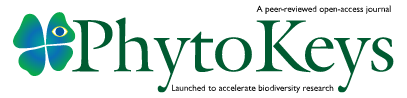 A peer-reviewed open-access journal
PhytoKeys
Launched to accelerate biodiversity research